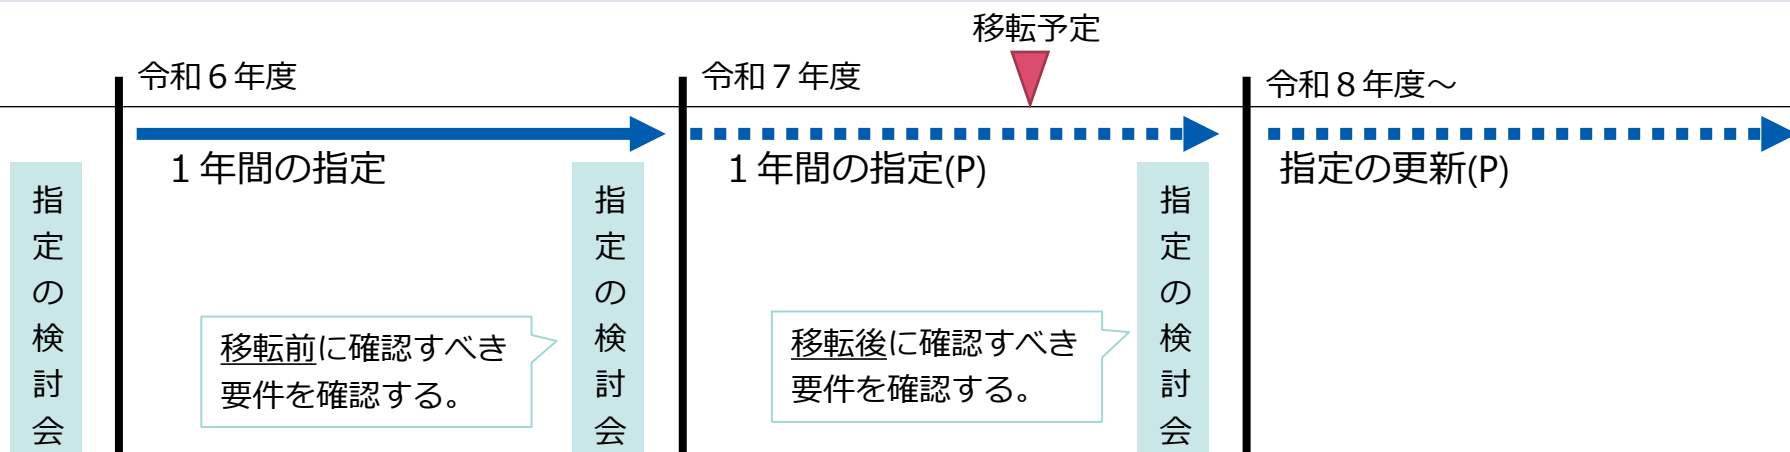 移転予定
令和６年度
令和７年度
令和８年度～
１年間の指定
１年間の指定(P)
指定の更新(P)
指定の検討会
移転前に確認すべき
要件を確認する。
指定の検討会
移転後に確認すべき
要件を確認する。
指定の検討会